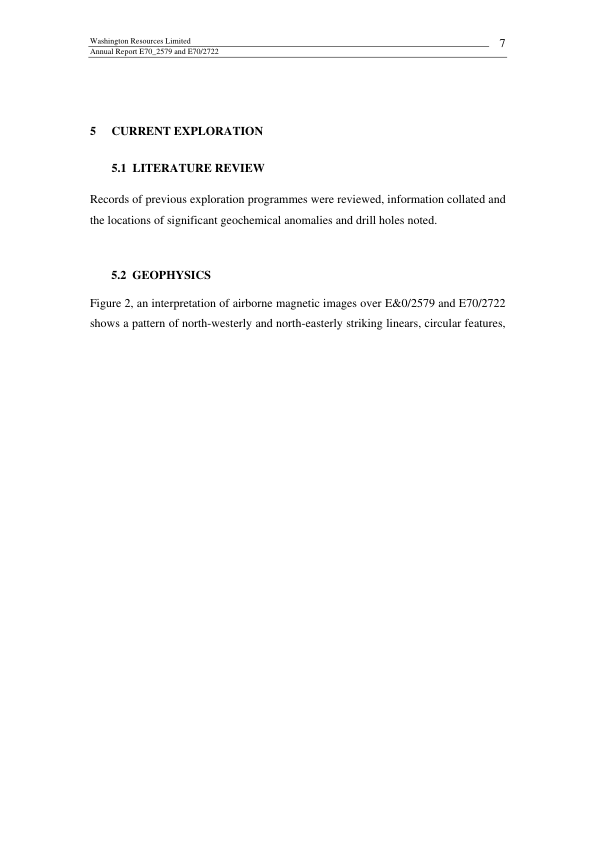 Washington Resources Limited
7
Annual Report E70_2579 and E70/2722
5 CURRENT EXPLORATION
5.1 LITERATURE REVIEW
Records of previous exploration programmes were reviewed, information collated and
the locations of significant geochemical anomalies and drill holes noted.
5.2 GEOPHYSICS
Figure 2, an interpretation of airborne magnetic images over E&0/2579 and E70/2722
shows a pattern of north-westerly and north-easterly striking linears, circular features,